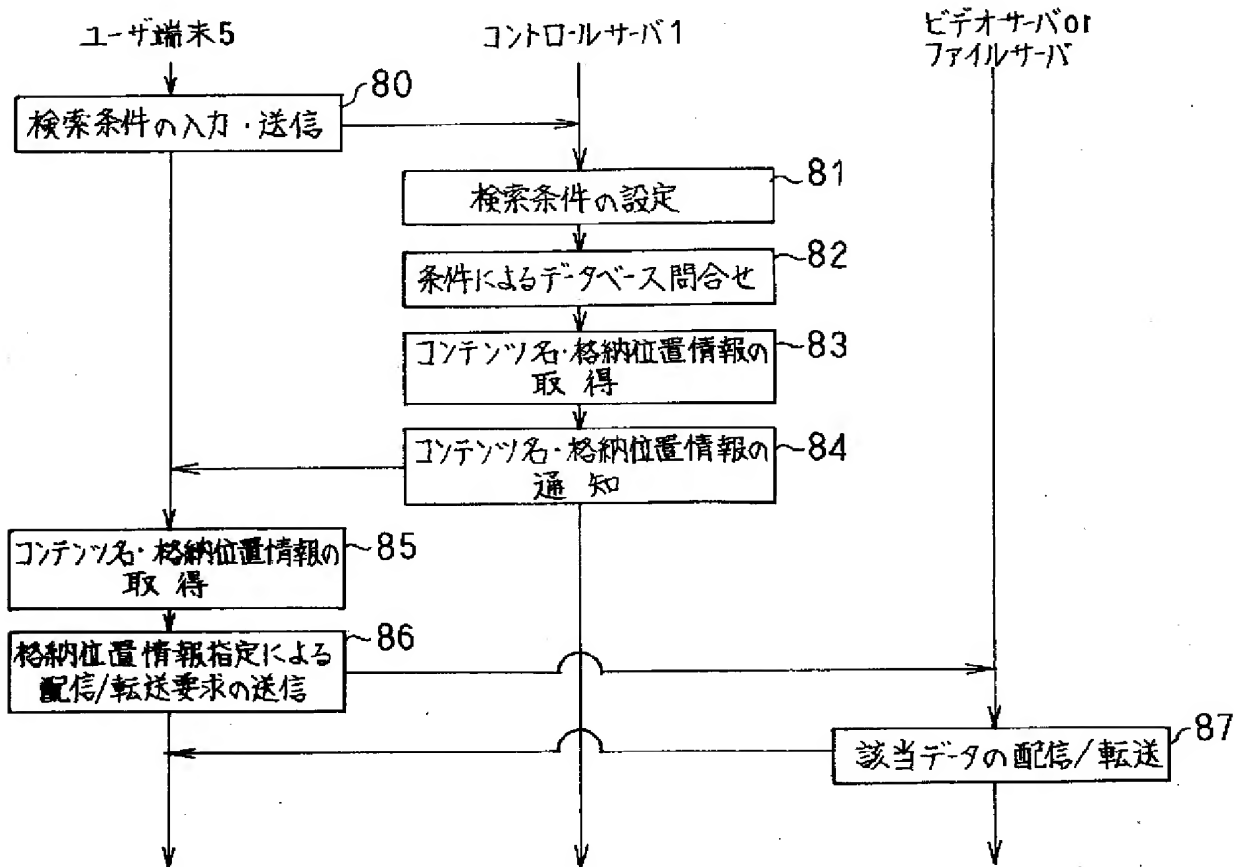 ユーザ端末5
コントロールサーバ1
ビデオサーバor
ファイルサーバ
80
検索条件の入力・送信
81
検索条件の設定
82
条件によるデータベース問合せ
83
コンテンツ名・格納位置情報の
取得
84
コンテンツ名・格納位置情報の
通知
85
コンテンツ名・格納位置情報の
取得
86
格納位置情報指定による
配信/転送要求の送信
87
該当データの配信/転送